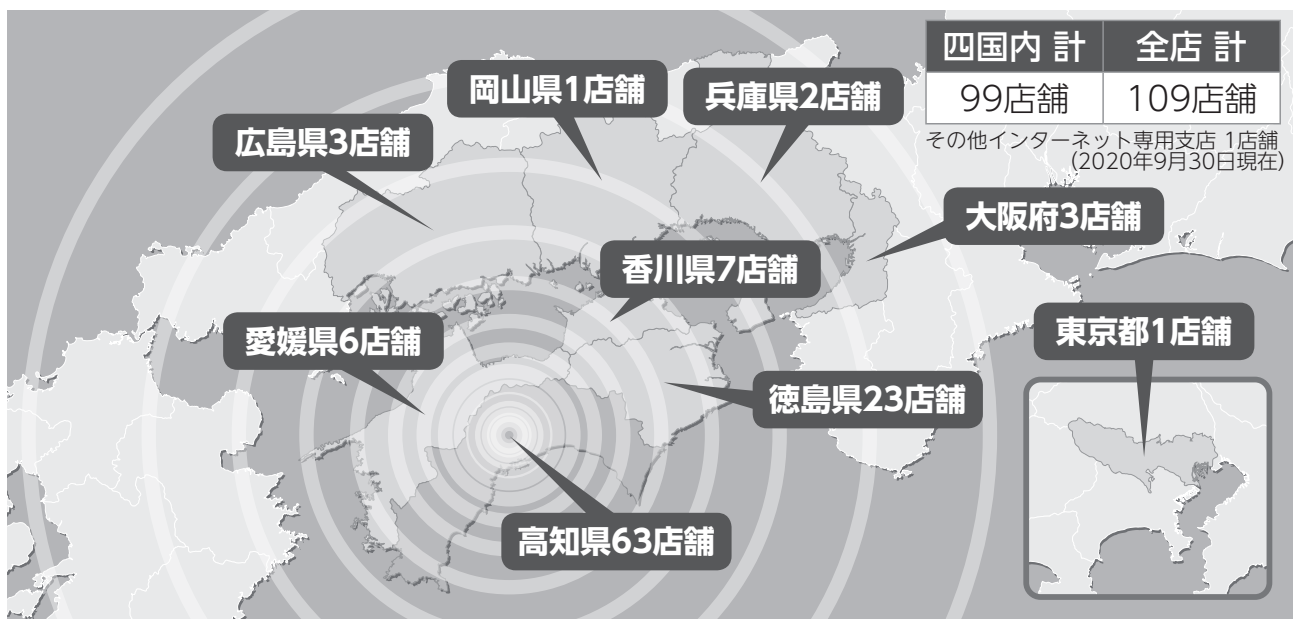 四国内 計 全店 計
99店舗 109店舗
その他インターネット専用支店 1店舗
(2020年9月30日現在)
岡山県1店舗
兵庫県2店舗
広島県3店舗
大阪府3店舗
香川県7店舗
愛媛県6店舗
東京都1店舗
徳島県23店舗
高知県63店舗